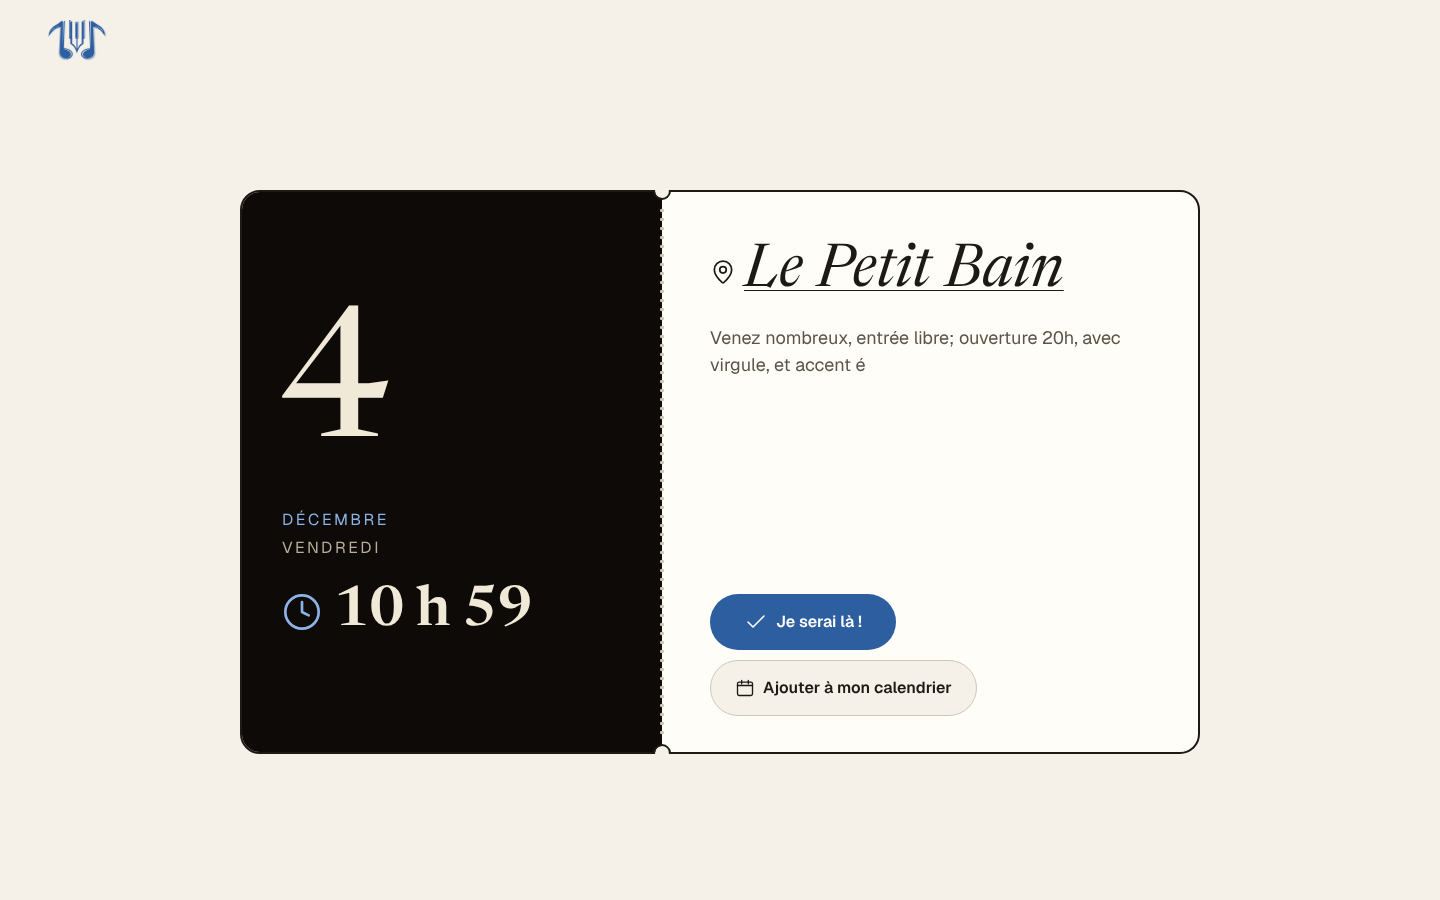 4
DÉCEMBRE
VENDREDI
10 h 59
Le Petit Bain
Venez nombreux, entrée libre; ouverture 20h, avec
virgule, et accent é
Je serai là !
Ajouter à mon calendrier